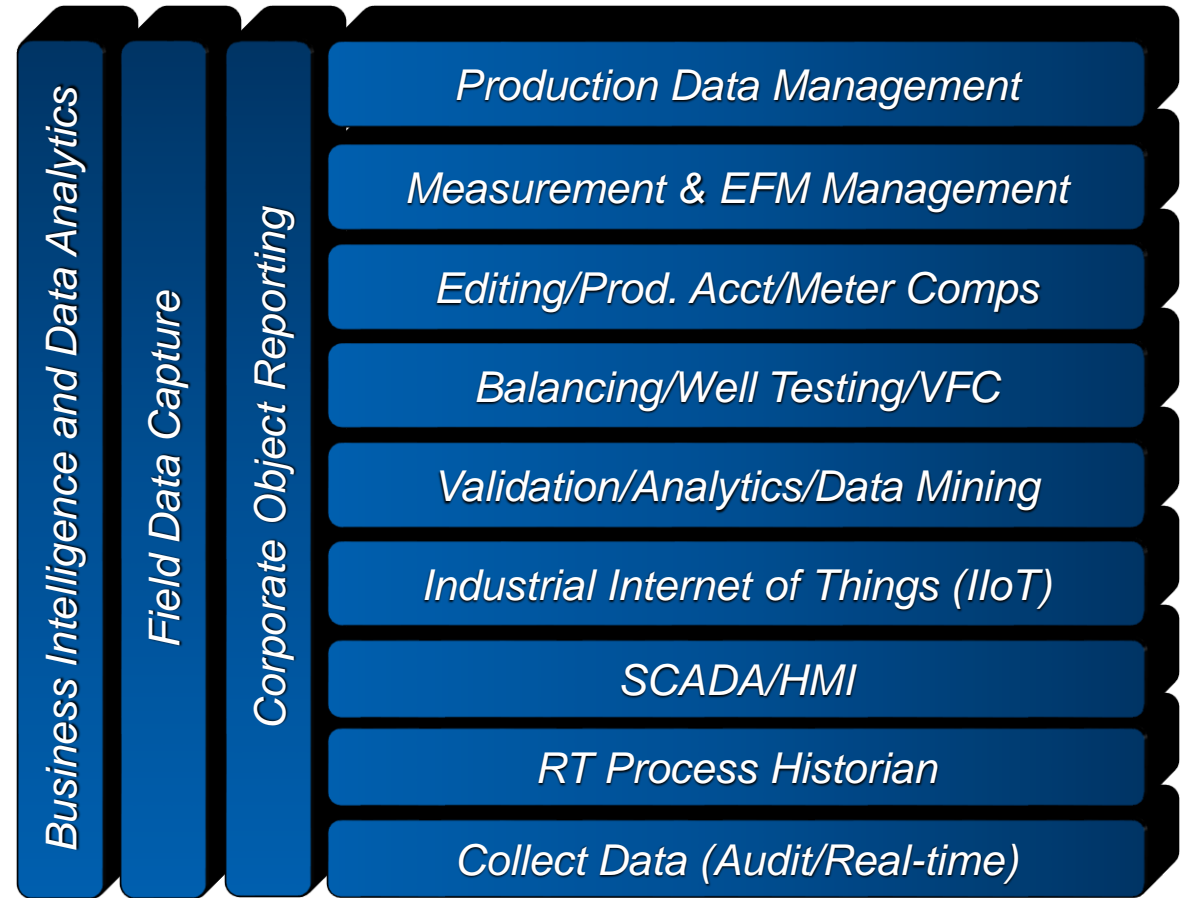 Business Intelligence and Data Analytics
Field Data Capture
Corporate Object Reporting
Production Data Management
Measurement & EFM Management
Editing/Prod. Acct/Meter Comps
Balancing/Well Testing/VFC
Validation/Analytics/Data Mining
Industrial Internet of Things (IIoT)
SCADA/HMI
RT Process Historian
Collect Data (Audit/Real-time)